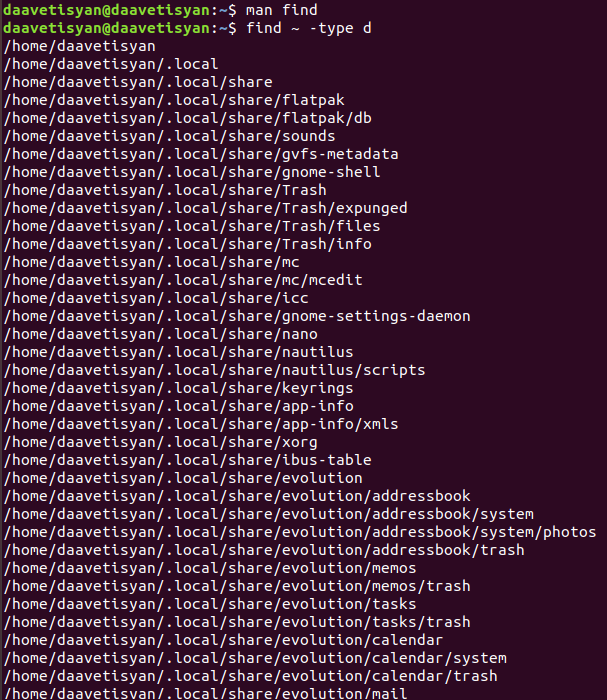 daavetisyan@daavetisyan:~$ man find
daavetisyan@daavetisyan:~$ find ~ -type d
/home/daavetisyan
/home/daavetisyan/.local
/home/daavetisyan/.local/share
/home/daavetisyan/.local/share/flatpak
/home/daavetisyan/.local/share/flatpak/db
/home/daavetisyan/.local/share/sounds
/home/daavetisyan/.local/share/gvfs-metadata
/home/daavetisyan/.local/share/gnome-shell
/home/daavetisyan/.local/share/Trash
/home/daavetisyan/.local/share/Trash/expunged
/home/daavetisyan/.local/share/Trash/files
/home/daavetisyan/.local/share/Trash/info
/home/daavetisyan/.local/share/mc
/home/daavetisyan/.local/share/mc/mcedit
/home/daavetisyan/.local/share/icc
/home/daavetisyan/.local/share/gnome-settings-daemon
/home/daavetisyan/.local/share/nano
/home/daavetisyan/.local/share/nautilus
/home/daavetisyan/.local/share/nautilus/scripts
/home/daavetisyan/.local/share/keyrings
/home/daavetisyan/.local/share/app-info
/home/daavetisyan/.local/share/app-info/xmls
/home/daavetisyan/.local/share/xorg
/home/daavetisyan/.local/share/ibus-table
/home/daavetisyan/.local/share/evolution
/home/daavetisyan/.local/share/evolution/addressbook
/home/daavetisyan/.local/share/evolution/addressbook/system
/home/daavetisyan/.local/share/evolution/addressbook/system/photos
/home/daavetisyan/.local/share/evolution/addressbook/trash
/home/daavetisyan/.local/share/evolution/memos
/home/daavetisyan/.local/share/evolution/memos/trash
/home/daavetisyan/.local/share/evolution/tasks
/home/daavetisyan/.local/share/evolution/tasks/trash
/home/daavetisyan/.local/share/evolution/calendar
/home/daavetisyan/.local/share/evolution/calendar/system
/home/daavetisyan/.local/share/evolution/calendar/trash
/home/daavetisyan/.local/share/evolution/mail